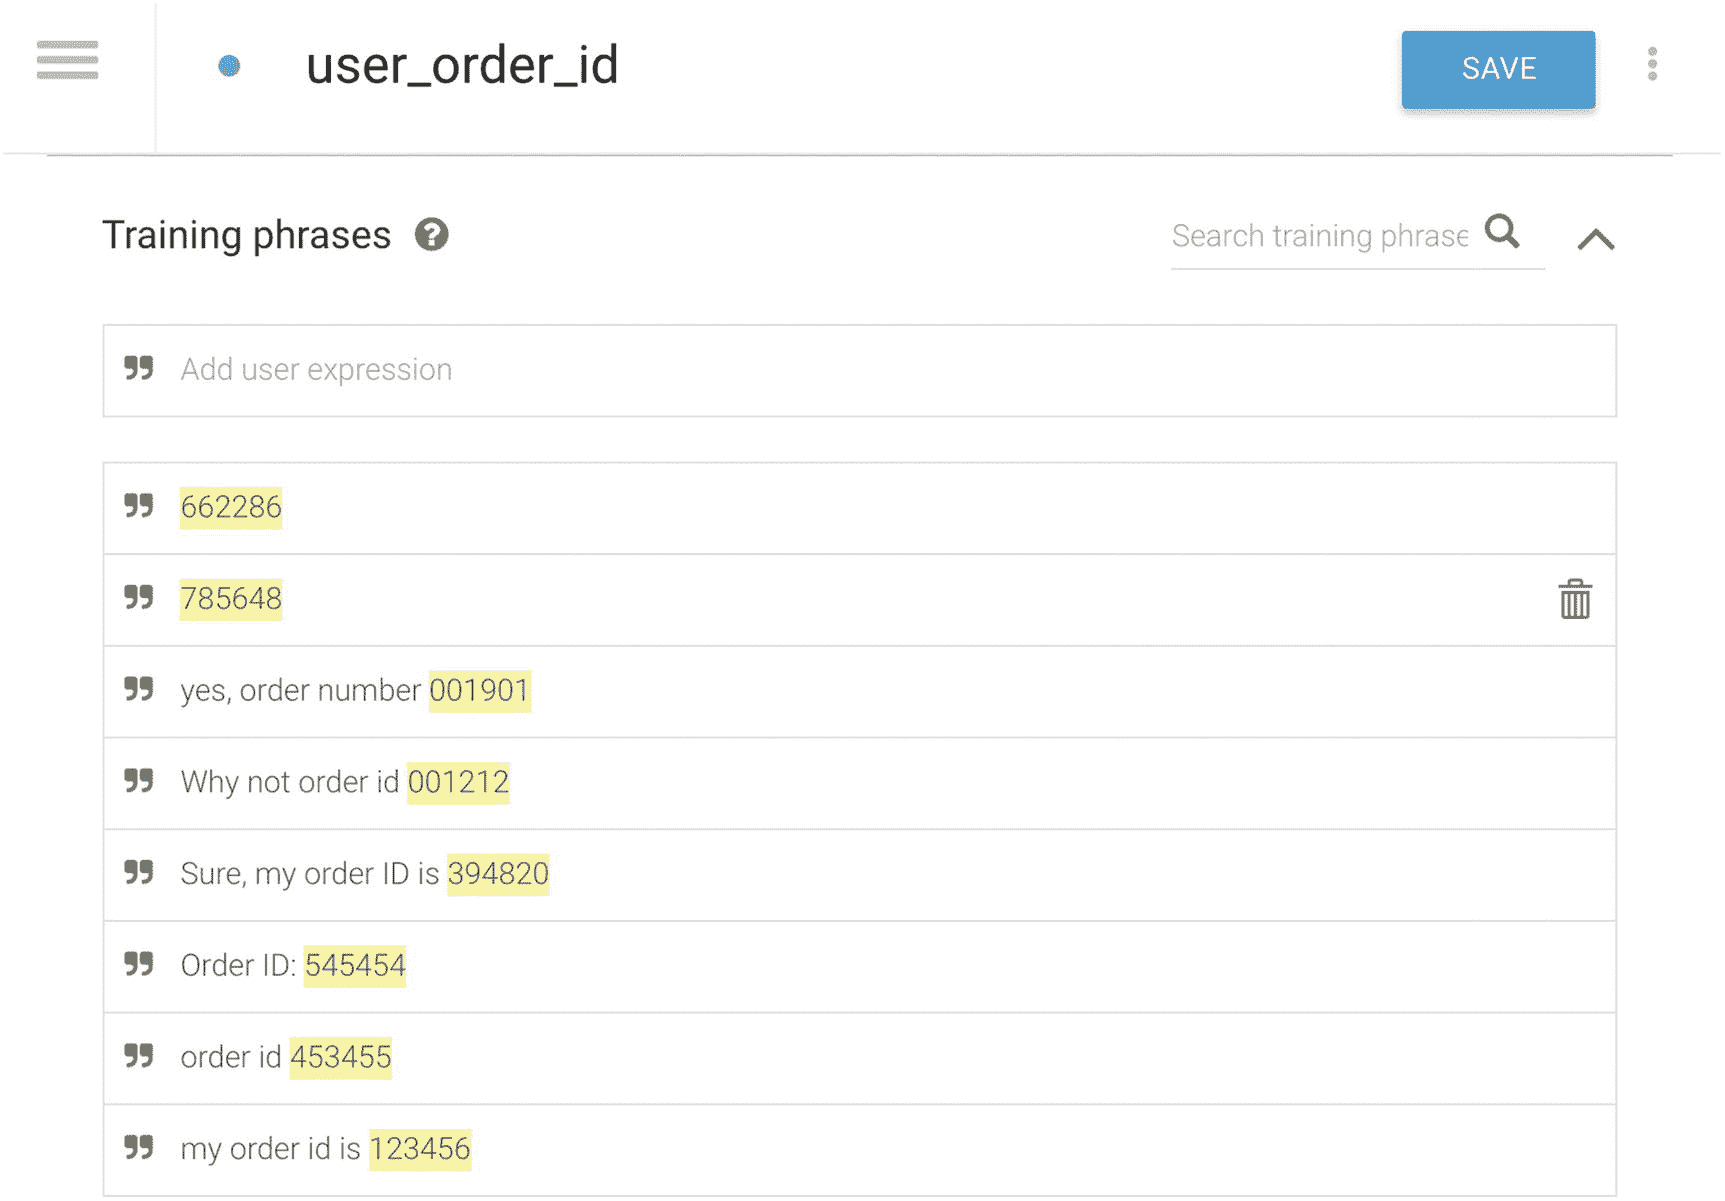 user_order_id
SAVE
Training phrases ?
Search training phrase
Add user expression
662286
785648
yes, order number 001901
Why not order id 001212
Sure, my order ID is 394820
Order ID: 545454
order id 453455
my order id is 123456